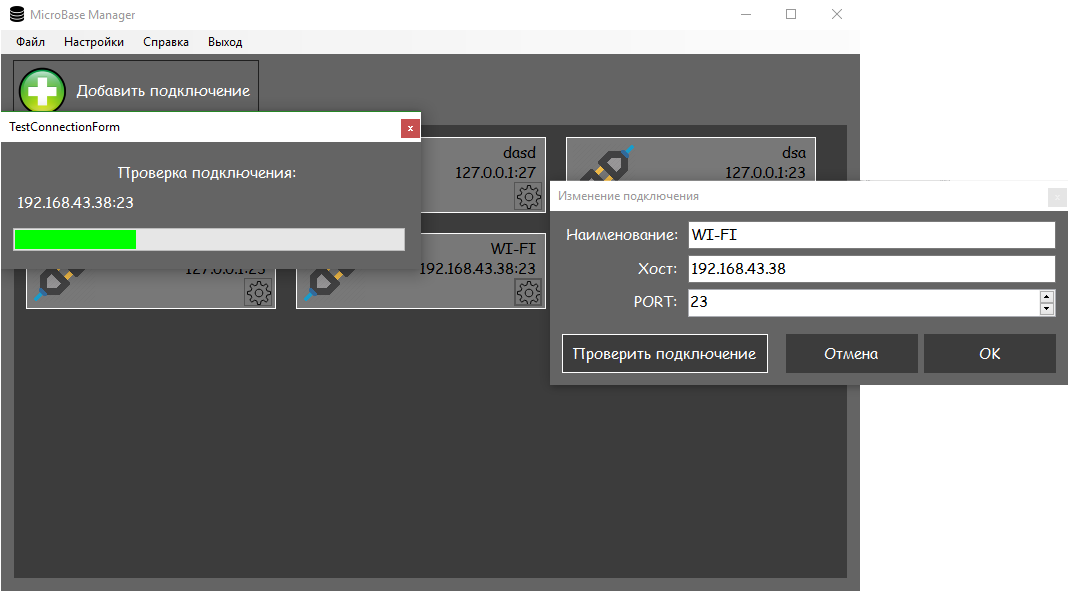 MicroBase Manager
Файл Настройки Справка Выход
Добавить подключение
TestConnectionForm
x
Проверка подключения:
192.168.43.38:23
dasd
127.0.0.1:27
dsa
127.0.0.1:23
127.0.0.1:23
WI-FI
192.168.43.38:23
Изменение подключения
x
Наименование: WI-FI
Хост: 192.168.43.38
PORT: 23
Проверить подключение Отмена OK